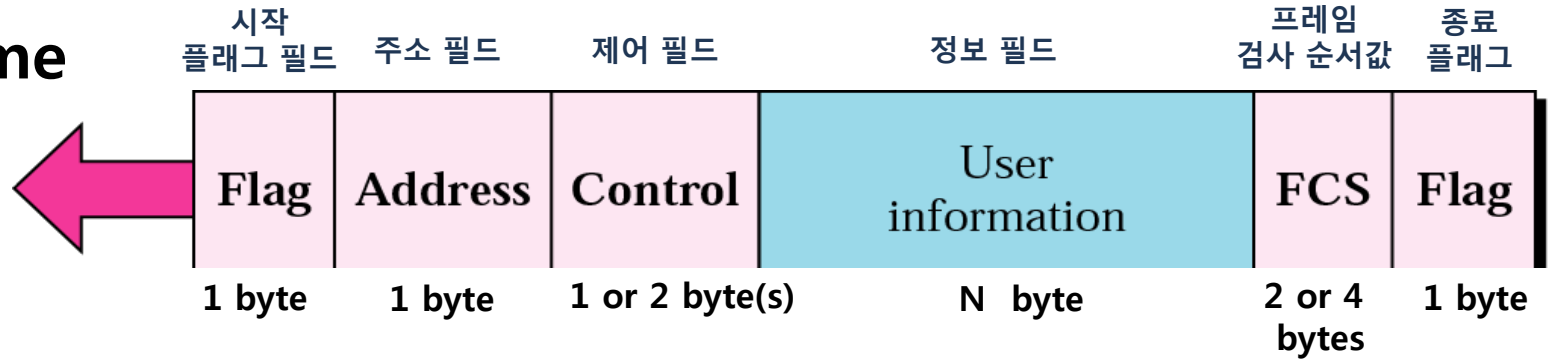 시작
플래그 필드
주소 필드
제어 필드
정보 필드
프레임
검사 순서값
종료
플래그
me
Flag
Address
Control
User
information
FCS
Flag
1 byte
1 byte
1 or 2 byte(s)
N byte
2 or 4
bytes
1 byte